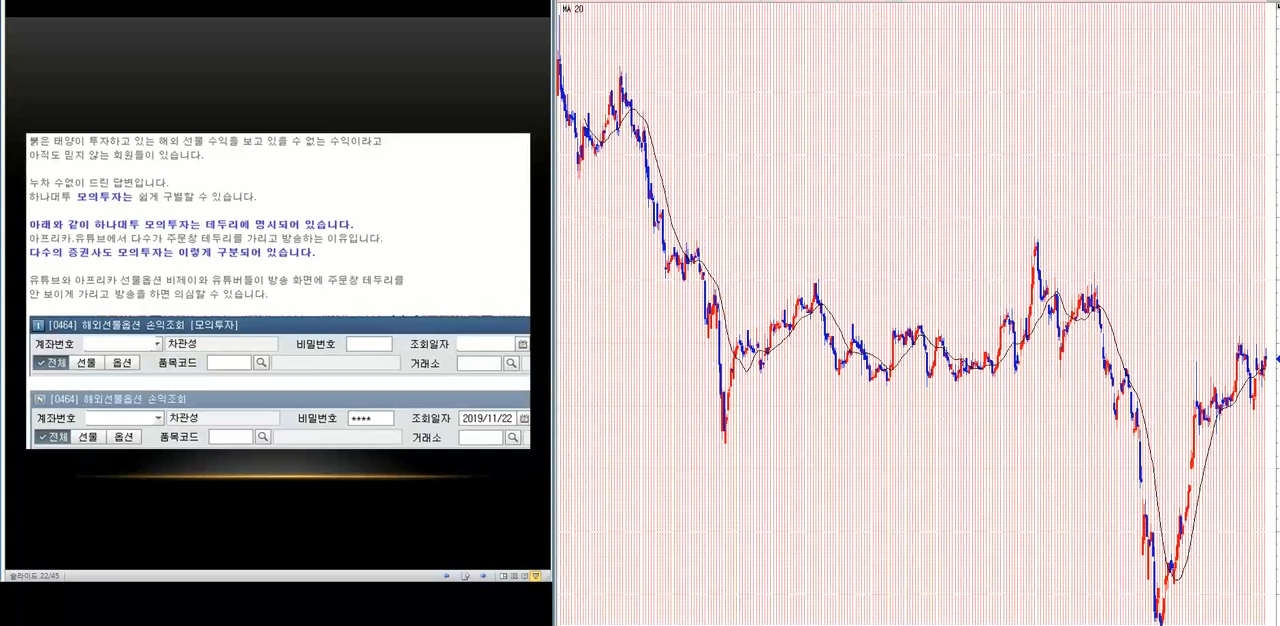 MA 20
붉은 태양이 투자하고 있는 해외 선물 수익을 보고 있을 수 없는 수익이라고
아직도 믿지 않는 회원들이 있습니다.
누차 수없이 드린 답변입니다.
하나대투 모의투자는 쉽게 구별할 수 있습니다.
아래와 같이 하나대투 모의투자는 테두리에 명시되어 있습니다.
아프리카,유튜브에서 다수가 주문창 테두리를 가리고 방송하는 이유입니다.
다수의 증권사도 모의투자는 이렇게 구분되어 있습니다.
유튜브와 아프리카 선물옵션 비제이와 유튜버들이 방송 화면에 주문창 테두리를
안 보이게 가리고 방송을 하면 의심할 수 있습니다.
[0464] 해외선물옵션 손익조회 [모의투자]
계좌번호 차관성 비밀번호 조회일자
전체 선물 옵션 품목코드 거래소
[0464] 해외선물옵션 손익조회
계좌번호 차관성 비밀번호 **** 조회일자 2019/11/22
전체 선물 옵션 품목코드 거래소
슬라이드 22/45